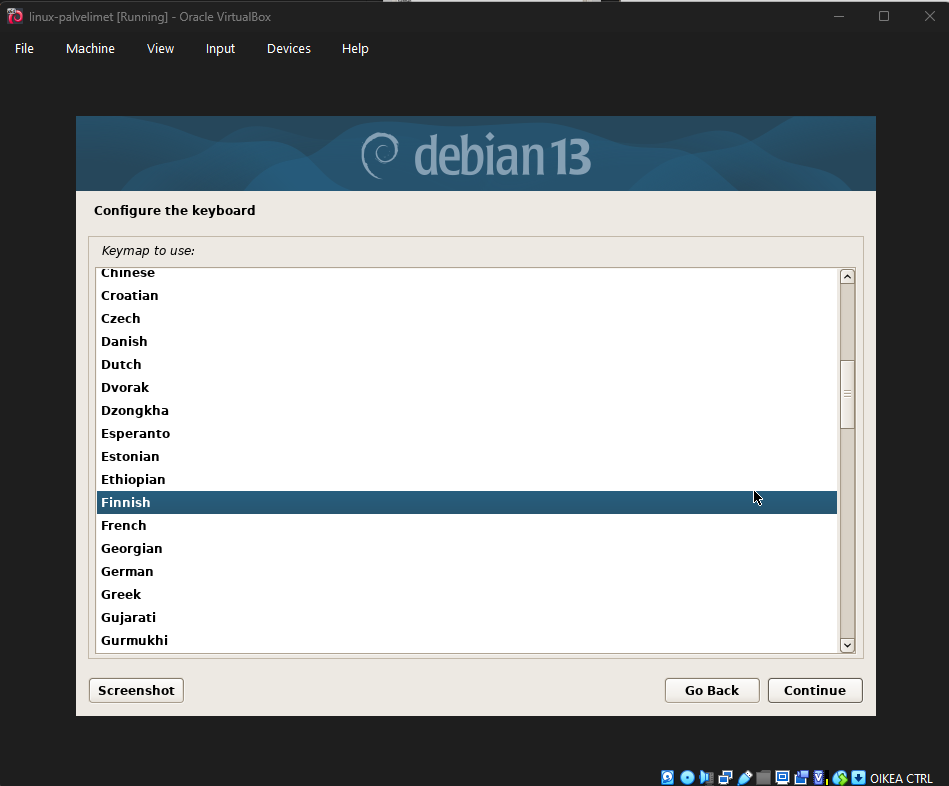 linux-palvelimet [Running] - Oracle VirtualBox
File Machine View Input Devices Help
debian 13
Configure the keyboard
Keymap to use:
Chinese
Croatian
Czech
Danish
Dutch
Dvorak
Dzongkha
Esperanto
Estonian
Ethiopian
Finnish
French
Georgian
German
Greek
Gujarati
Gurmukhi
Screenshot Go Back Continue
OIKEA CTRL